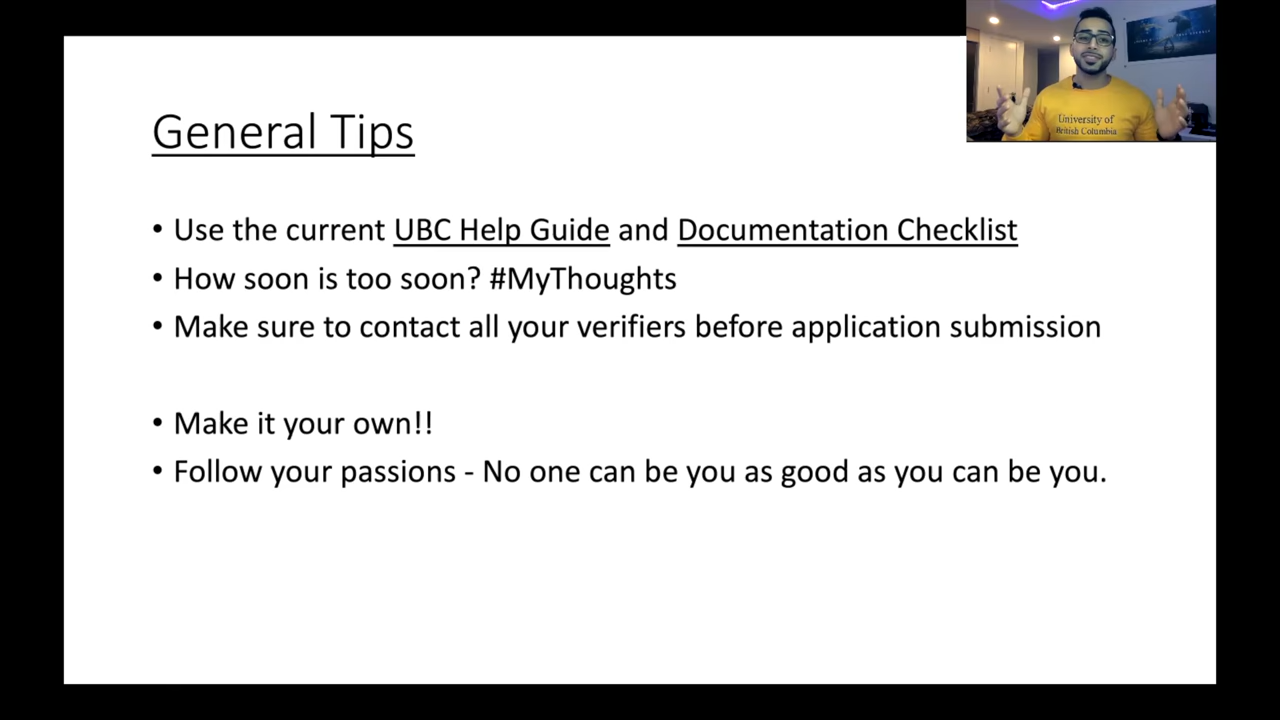 General Tips
University of
British Columbia
• Use the current UBC Help Guide and Documentation Checklist
• How soon is too soon? #MyThoughts
• Make sure to contact all your verifiers before application submission
• Make it your own!!
• Follow your passions - No one can be you as good as you can be you.